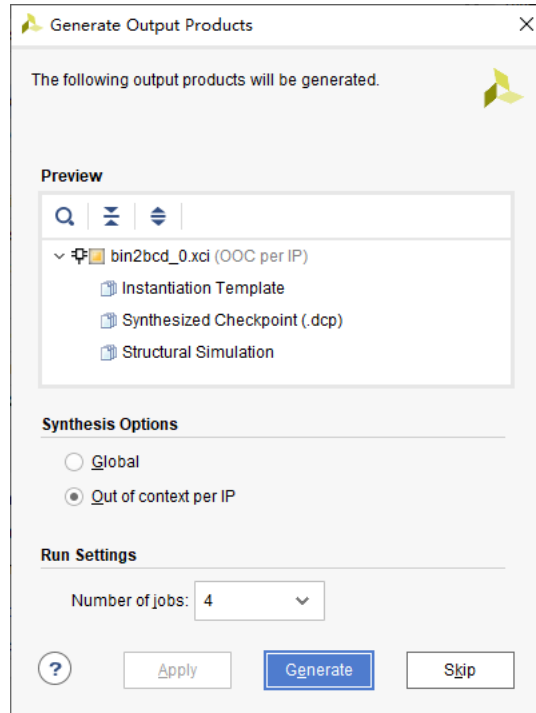 Generate Output Products
The following output products will be generated.
Preview
bin2bcd_0.xci (OOC per IP)
Instantiation Template
Synthesized Checkpoint (.dcp)
Structural Simulation
Synthesis Options
Global
Out of context per IP
Run Settings
Number of jobs: 4
? Apply Generate Skip